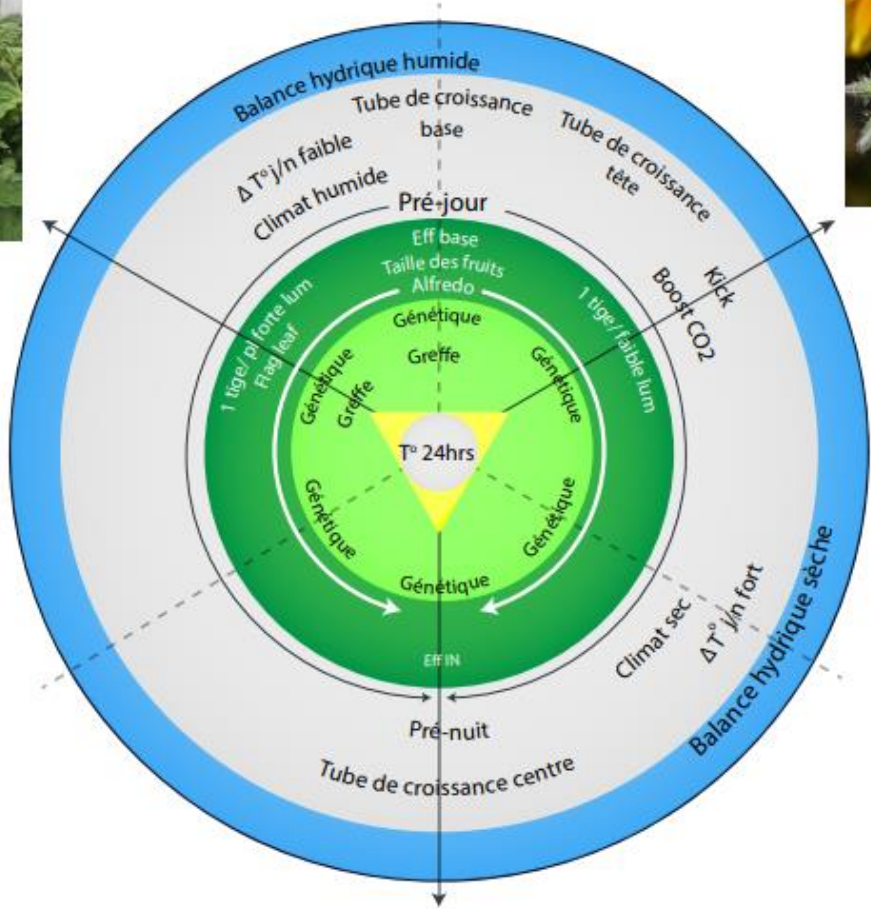 Balance hydrique humide
Tube de croissance
base
Tube de croissance
tête
Δ T° j/n faible
Climat humide
Pré-jour
Kick
Boost CO2
Eff base
Taille des fruits
Alfredo
1 tige/ pl forte lum
Flag leaf
1 tige/ faible lum
Génétique
Greffe
Génétique
Greffe
Génétique
T° 24hrs
Génétique
Génétique
Génétique
Eff IN
Climat sec
Δ T° j/n fort
Balance hydrique sèche
Pré-nuit
Tube de croissance centre